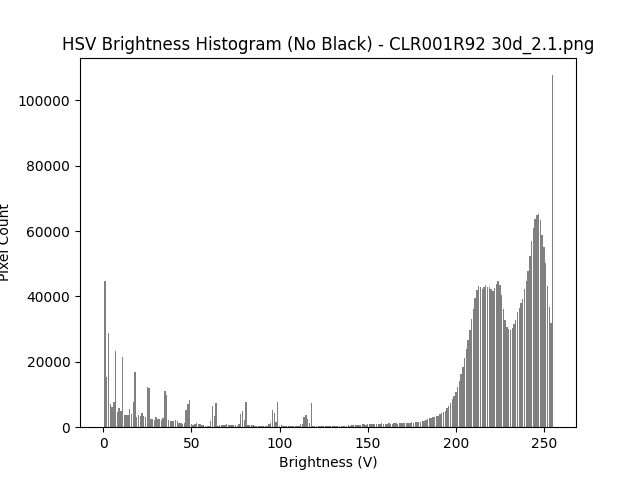 HSV Brightness Histogram (No Black) - CLR001R92 30d_2.1.png
100000
80000
60000
40000
20000
0
Pixel Count
0 50 100 150 200 250
Brightness (V)